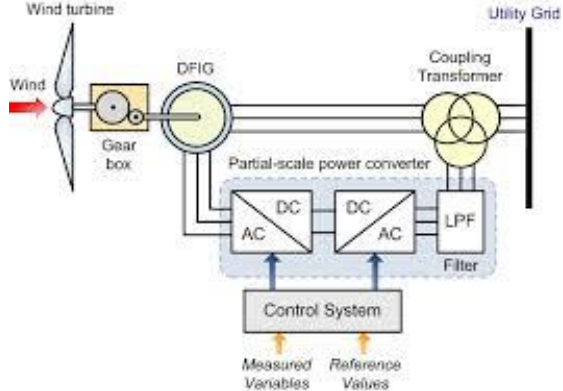 Wind turbine
Utility Grid
DFIG
Coupling
Transformer
Wind
Gear
box
Partial-scale power converter
DC
AC
DC
AC
LPF
Filter
Control System
Measured
Variables
Reference
Values